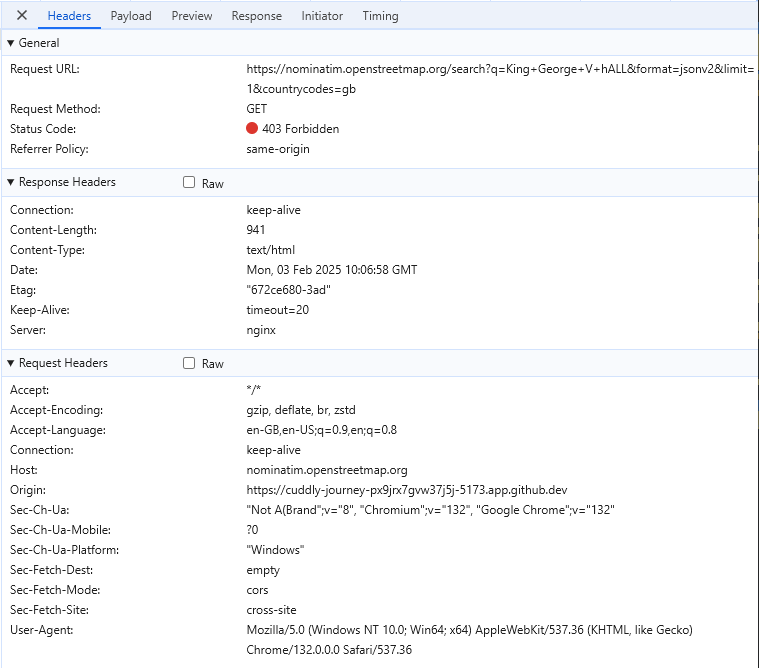 Headers Payload Preview Response Initiator Timing
General
Request URL: https://nominatim.openstreetmap.org/search?q=King+George+V+hALL&format=jsonv2&limit=
1&countrycodes=gb
Request Method: GET
Status Code: 403 Forbidden
Referrer Policy: same-origin
Response Headers Raw
Connection: keep-alive
Content-Length: 941
Content-Type: text/html
Date: Mon, 03 Feb 2025 10:06:58 GMT
Etag: "672ce680-3ad"
Keep-Alive: timeout=20
Server: nginx
Request Headers Raw
Accept: */*
Accept-Encoding: gzip, deflate, br, zstd
Accept-Language: en-GB,en-US;q=0.9,en;q=0.8
Connection: keep-alive
Host: nominatim.openstreetmap.org
Origin: https://cuddly-journey-px9jrx7gvw37j5j-5173.app.github.dev
Sec-Ch-Ua: "Not A(Brand";v="8", "Chromium";v="132", "Google Chrome";v="132"
Sec-Ch-Ua-Mobile: ?0
Sec-Ch-Ua-Platform: "Windows"
Sec-Fetch-Dest: empty
Sec-Fetch-Mode: cors
Sec-Fetch-Site: cross-site
User-Agent: Mozilla/5.0 (Windows NT 10.0; Win64; x64) AppleWebKit/537.36 (KHTML, like Gecko)
Chrome/132.0.0.0 Safari/537.36